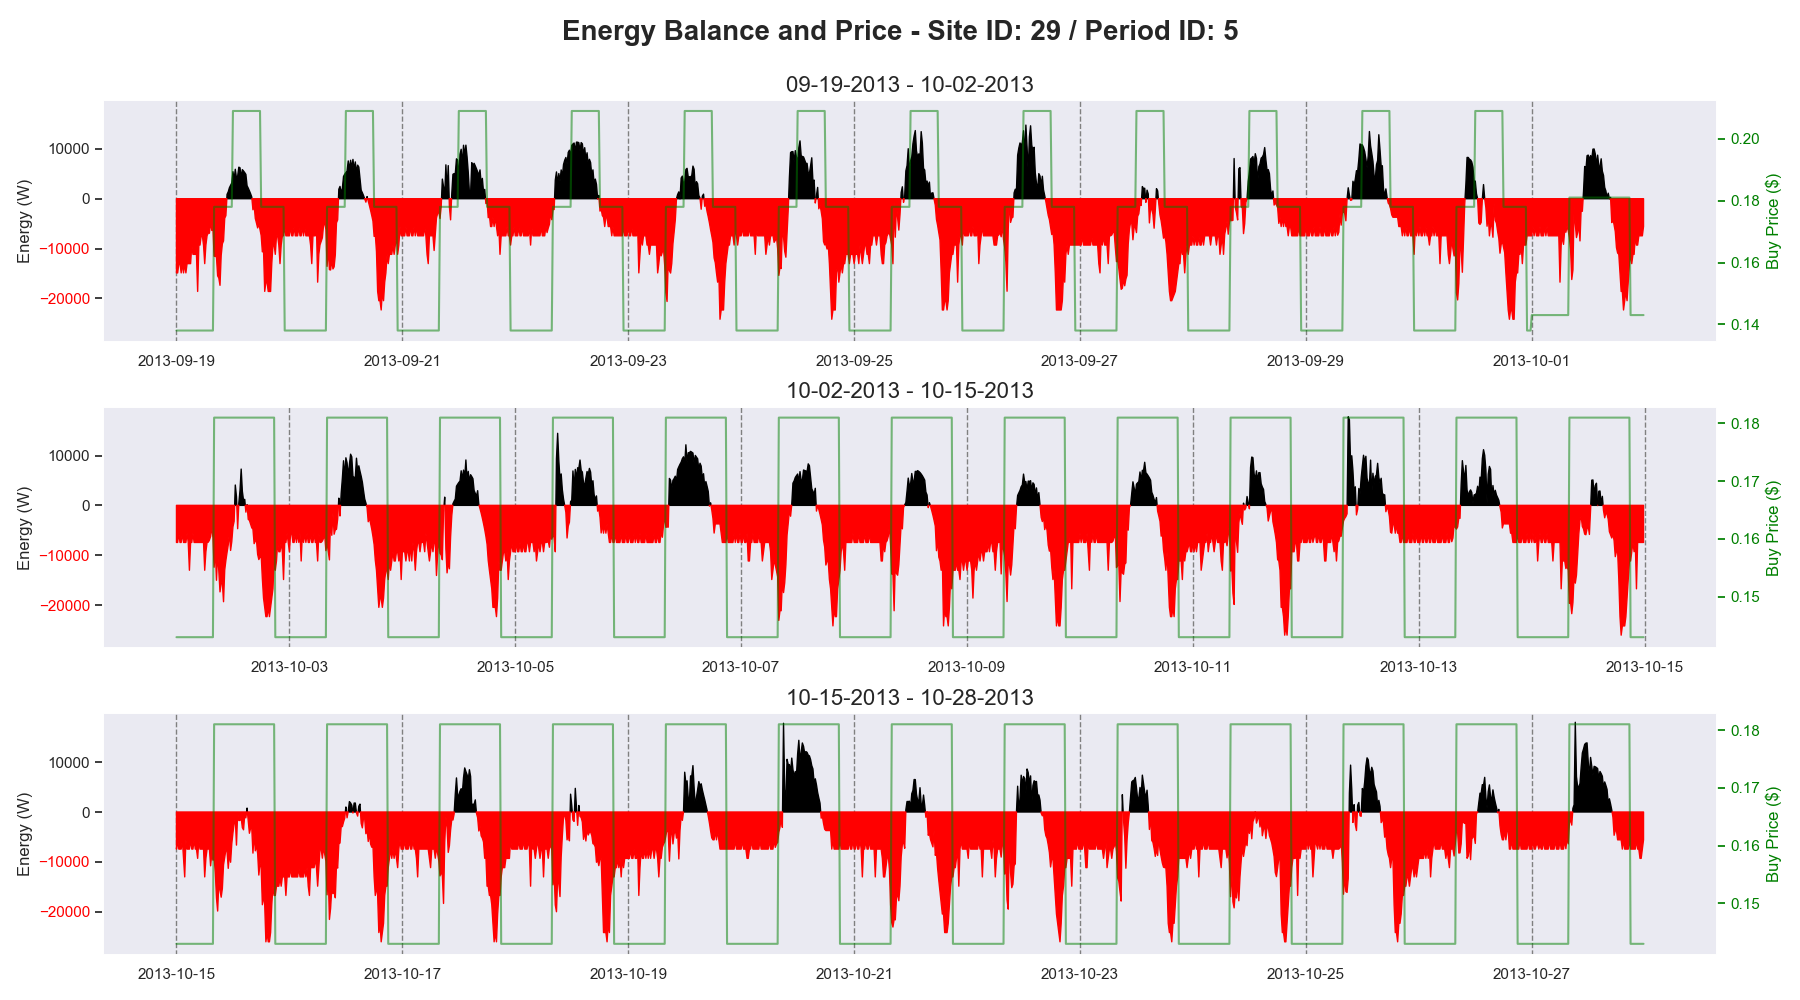 Energy Balance and Price - Site ID: 29 / Period ID: 5
09-19-2013 - 10-02-2013
Energy (W)
10000
0
−10000
−20000
0.20
0.18
0.16
0.14
Buy Price ($)
2013-09-19 2013-09-21 2013-09-23 2013-09-25 2013-09-27 2013-09-29 2013-10-01
10-02-2013 - 10-15-2013
Energy (W)
10000
0
−10000
−20000
0.18
0.17
0.16
0.15
Buy Price ($)
2013-10-03 2013-10-05 2013-10-07 2013-10-09 2013-10-11 2013-10-13 2013-10-15
10-15-2013 - 10-28-2013
Energy (W)
10000
0
−10000
−20000
0.18
0.17
0.16
0.15
Buy Price ($)
2013-10-15 2013-10-17 2013-10-19 2013-10-21 2013-10-23 2013-10-25 2013-10-27